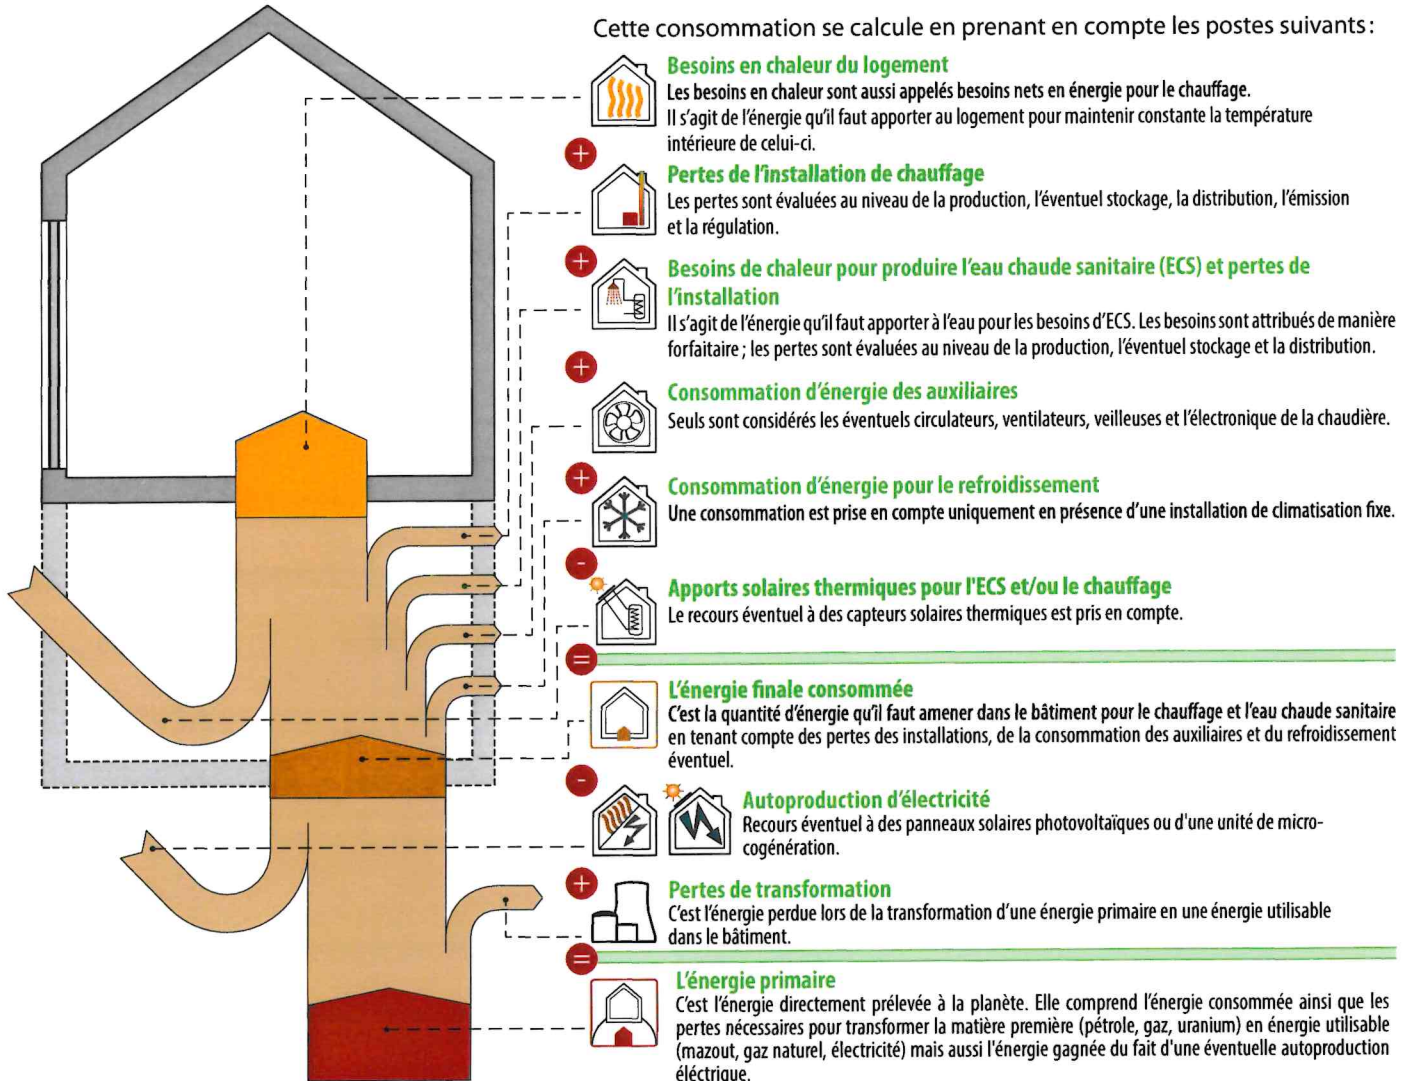 Cette consommation se calcule en prenant en compte les postes suivants :
Besoins en chaleur du logement
Les besoins en chaleur sont aussi appelés besoins nets en énergie pour le chauffage.
Il s'agit de l'énergie qu'il faut apporter au logement pour maintenir constante la température
intérieure de celui-ci.
+
Pertes de l'installation de chauffage
Les pertes sont évaluées au niveau de la production, l'éventuel stockage, la distribution, l'émission
et la régulation.
+
Besoins de chaleur pour produire l'eau chaude sanitaire (ECS) et pertes de
l'installation
Il s'agit de l'énergie qu'il faut apporter à l'eau pour les besoins d'ECS. Les besoins sont attribués de manière
forfaitaire ; les pertes sont évaluées au niveau de la production, l'éventuel stockage et la distribution.
+
Consommation d'énergie des auxiliaires
Seuls sont considérés les éventuels circulateurs, ventilateurs, veilleuses et l'électronique de la chaudière.
+
Consommation d'énergie pour le refroidissement
Une consommation est prise en compte uniquement en présence d'une installation de climatisation fixe.
-
Apports solaires thermiques pour l'ECS et/ou le chauffage
Le recours éventuel à des capteurs solaires thermiques est pris en compte.
=
L'énergie finale consommée
C'est la quantité d'énergie qu'il faut amener dans le bâtiment pour le chauffage et l'eau chaude sanitaire
en tenant compte des pertes des installations, de la consommation des auxiliaires et du refroidissement
éventuel.
-
Autoproduction d'électricité
Recours éventuel à des panneaux solaires photovoltaïques ou d'une unité de micro-
cogénération.
+
Pertes de transformation
C'est l'énergie perdue lors de la transformation d'une énergie primaire en une énergie utilisable
dans le bâtiment.
=
L'énergie primaire
C'est l'énergie directement prélevée à la planète. Elle comprend l'énergie consommée ainsi que les
pertes nécessaires pour transformer la matière première (pétrole, gaz, uranium) en énergie utilisable
(mazout, gaz naturel, électricité) mais aussi l'énergie gagnée du fait d'une éventuelle autoproduction
éléctrique.